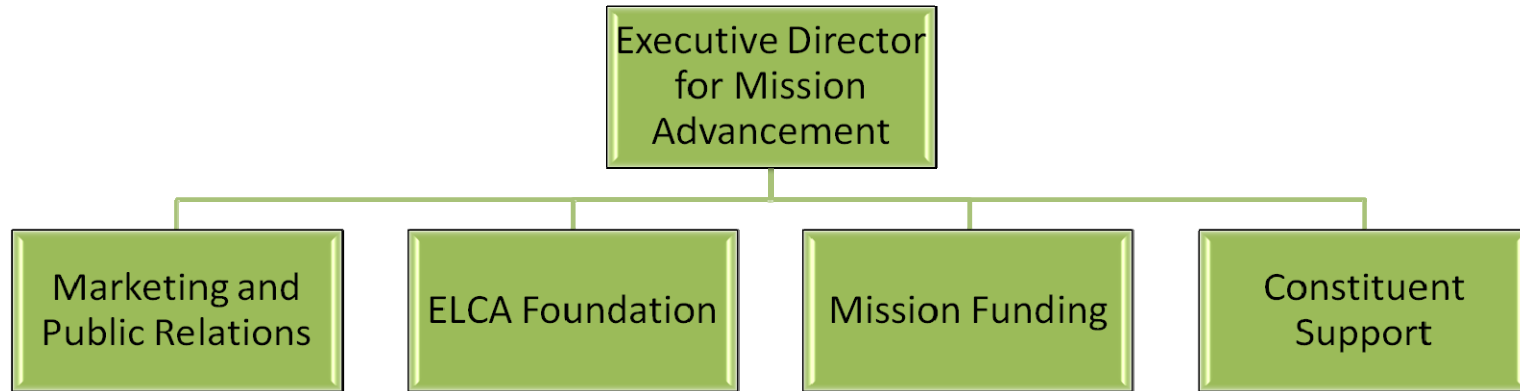 Executive Director
for Mission
Advancement
Marketing and
Public Relations
ELCA Foundation
Mission Funding
Constituent
Support